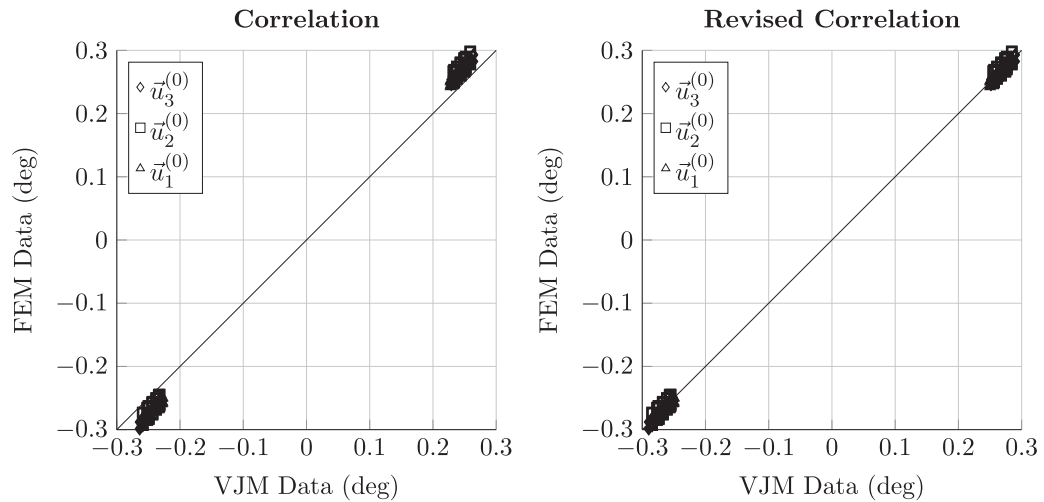 Correlation
0.3
0.2
0.1
0
−0.1
−0.2
−0.3
−0.3 −0.2 −0.1 0 0.1 0.2 0.3
FEM Data (deg)
VJM Data (deg)
u⃗₃⁽⁰⁾
u⃗₂⁽⁰⁾
u⃗₁⁽⁰⁾
Revised Correlation
0.3
0.2
0.1
0
−0.1
−0.2
−0.3
−0.3 −0.2 −0.1 0 0.1 0.2 0.3
FEM Data (deg)
VJM Data (deg)
u⃗₃⁽⁰⁾
u⃗₂⁽⁰⁾
u⃗₁⁽⁰⁾